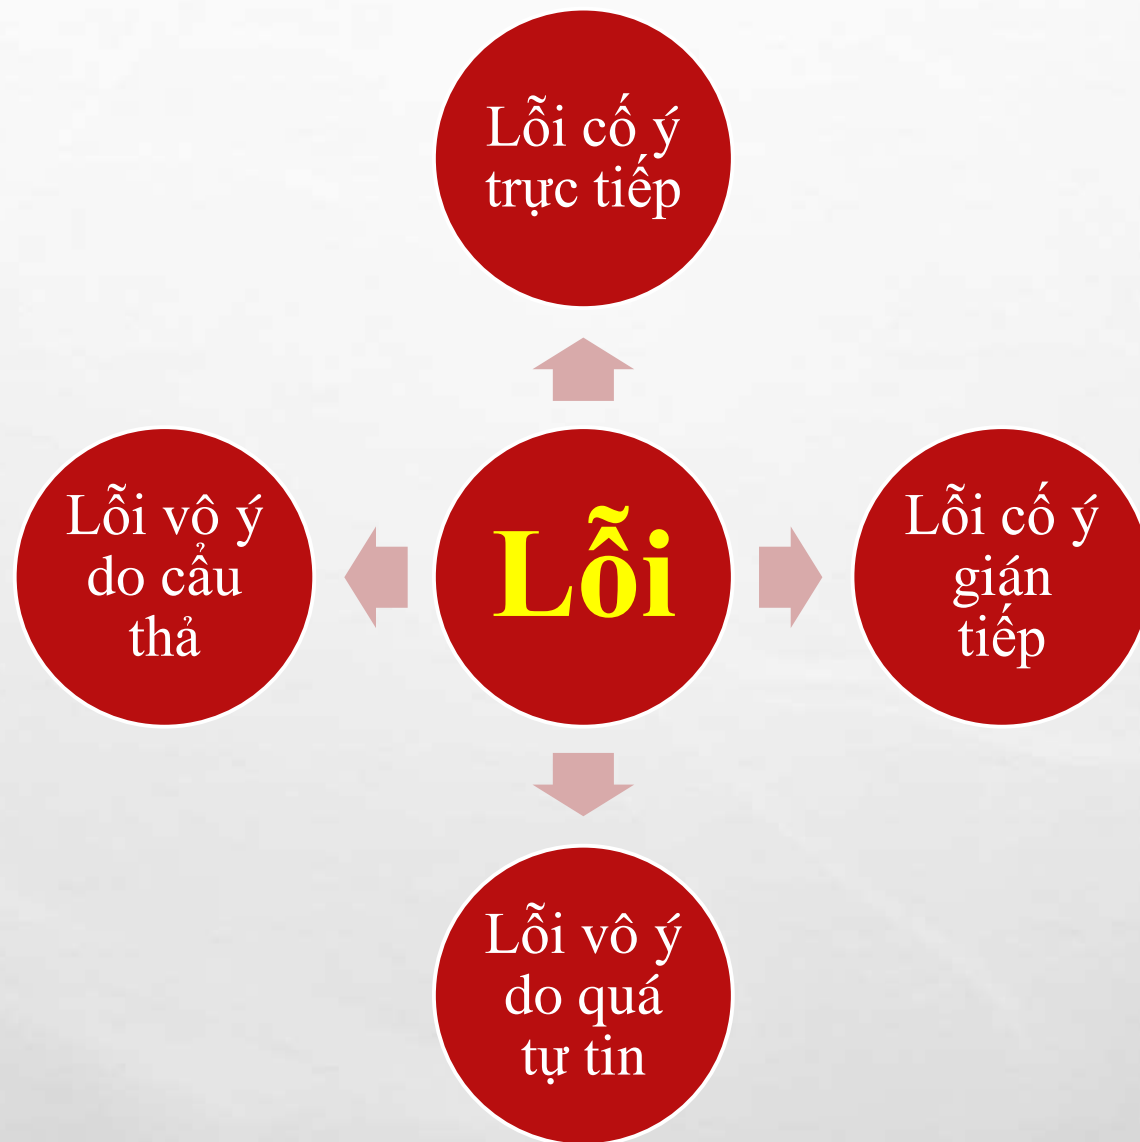 Lỗi cố ý
trực tiếp
Lỗi vô ý
do cẩu
thả
Lỗi
Lỗi cố ý
gián
tiếp
Lỗi vô ý
do quá
tự tin